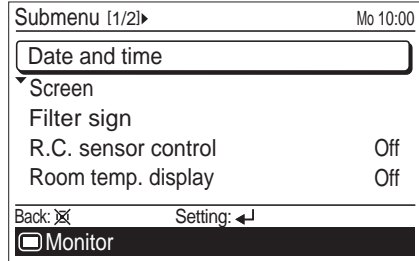 Submenu [1/2]▸ Mo 10:00
Date and time
Screen
Filter sign
R.C. sensor control Off
Room temp. display Off
Back: Setting: ↵
Monitor